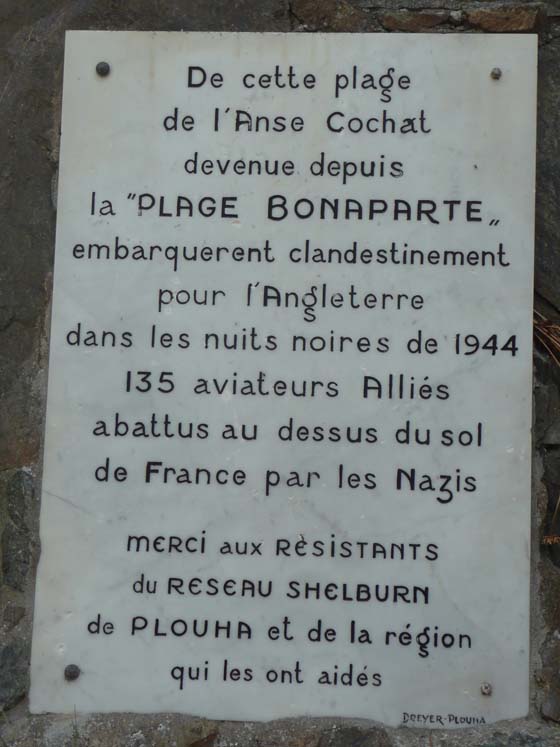 De cette plage
de l'Anse Cochat
devenue depuis
la "PLAGE BONAPARTE„
embarquerent clandestinement
pour l'Angleterre
dans les nuits noires de 1944
135 aviateurs Alliés
abattus au dessus du sol
de France par les Nazis
MERCI aux RÈSISTANTS
du RESEAU SHELBURN
de PLOUHA et de la région
qui les ont aidés
DREYER-PLOUHA